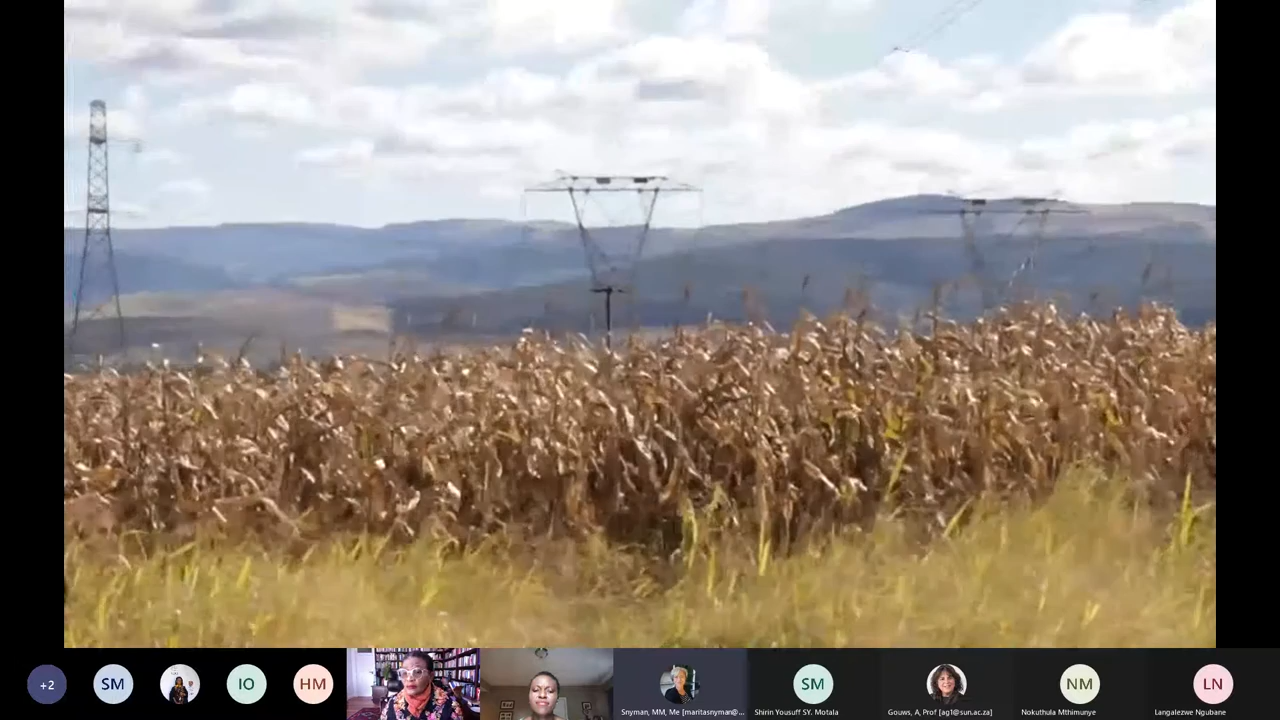 +2
SM
IO
HM
SM
NM
LN
Snyman, MM, Me [maritasnyman@...
Shirin Yousuff SY. Motala
Gouws, A, Prof [ag1@sun.ac.za]
Nokuthula Mthimunye
Langalezwe Ngubane